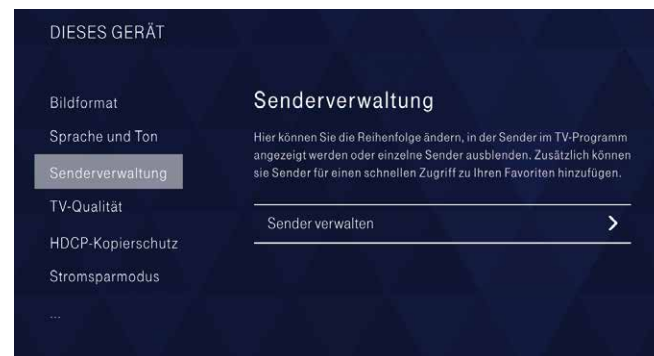 DIESES GERÄT
Bildformat
Sprache und Ton
Senderverwaltung
TV-Qualität
HDCP-Kopierschutz
Stromsparmodus
...
Senderverwaltung
Hier können Sie die Reihenfolge ändern, in der Sender im TV-Programm
angezeigt werden oder einzelne Sender ausblenden. Zusätzlich können
sie Sender für einen schnellen Zugriff zu Ihren Favoriten hinzufügen.
Sender verwalten